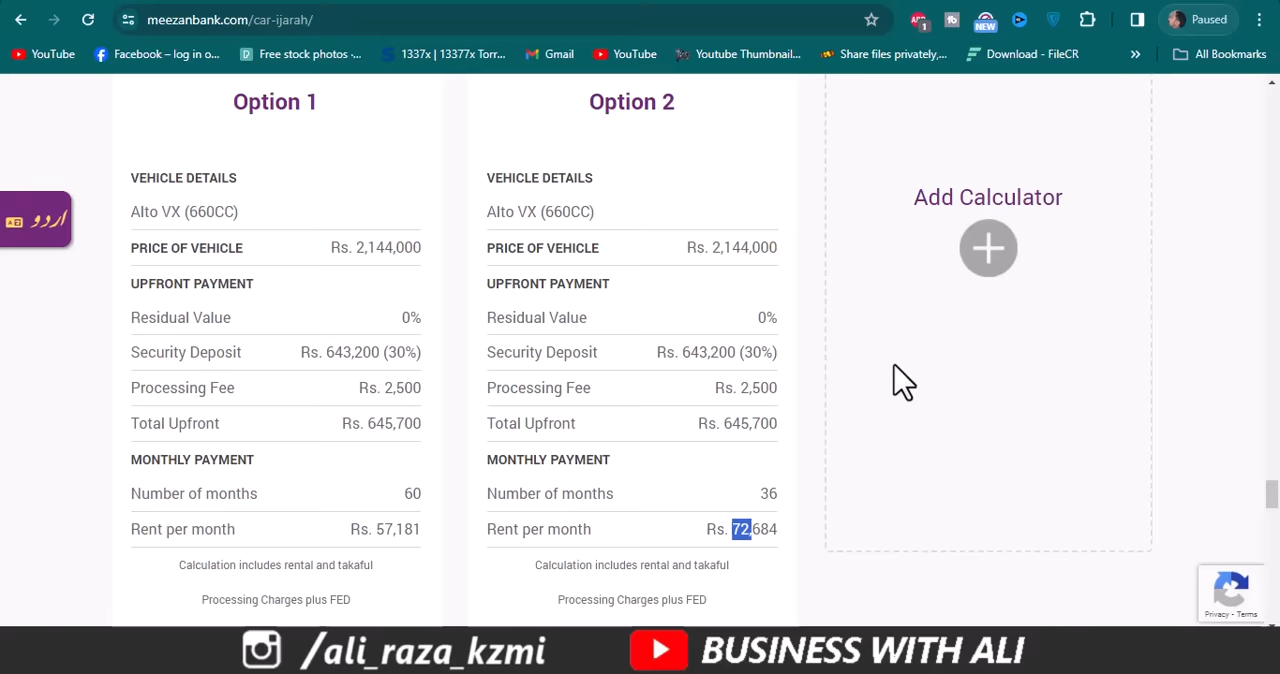 meezanbank.com/car-ijarah/
Paused
YouTube
Facebook – log in o...
Free stock photos -...
1337x | 13377x Torr...
Gmail
YouTube
Youtube Thumbnail...
Share files privately,...
Download - FileCR
»
All Bookmarks
اردو
Option 1
VEHICLE DETAILS
Alto VX (660CC)
PRICE OF VEHICLE Rs. 2,144,000
UPFRONT PAYMENT
Residual Value 0%
Security Deposit Rs. 643,200 (30%)
Processing Fee Rs. 2,500
Total Upfront Rs. 645,700
MONTHLY PAYMENT
Number of months 60
Rent per month Rs. 57,181
Calculation includes rental and takaful
Processing Charges plus FED
Option 2
VEHICLE DETAILS
Alto VX (660CC)
PRICE OF VEHICLE Rs. 2,144,000
UPFRONT PAYMENT
Residual Value 0%
Security Deposit Rs. 643,200 (30%)
Processing Fee Rs. 2,500
Total Upfront Rs. 645,700
MONTHLY PAYMENT
Number of months 36
Rent per month Rs. 72,684
Calculation includes rental and takaful
Processing Charges plus FED
Add Calculator
Privacy - Terms
/ali_raza_kzmi
BUSINESS WITH ALI